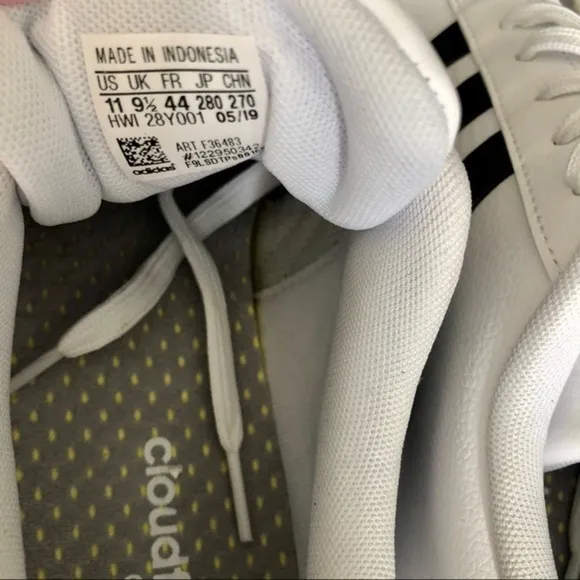 MADE IN INDONESIA
US UK FR JP CHN
11 9½ 44 280 270
HWI 28Y001 05/19
ART F36483
#122950342
adidas
cloudf